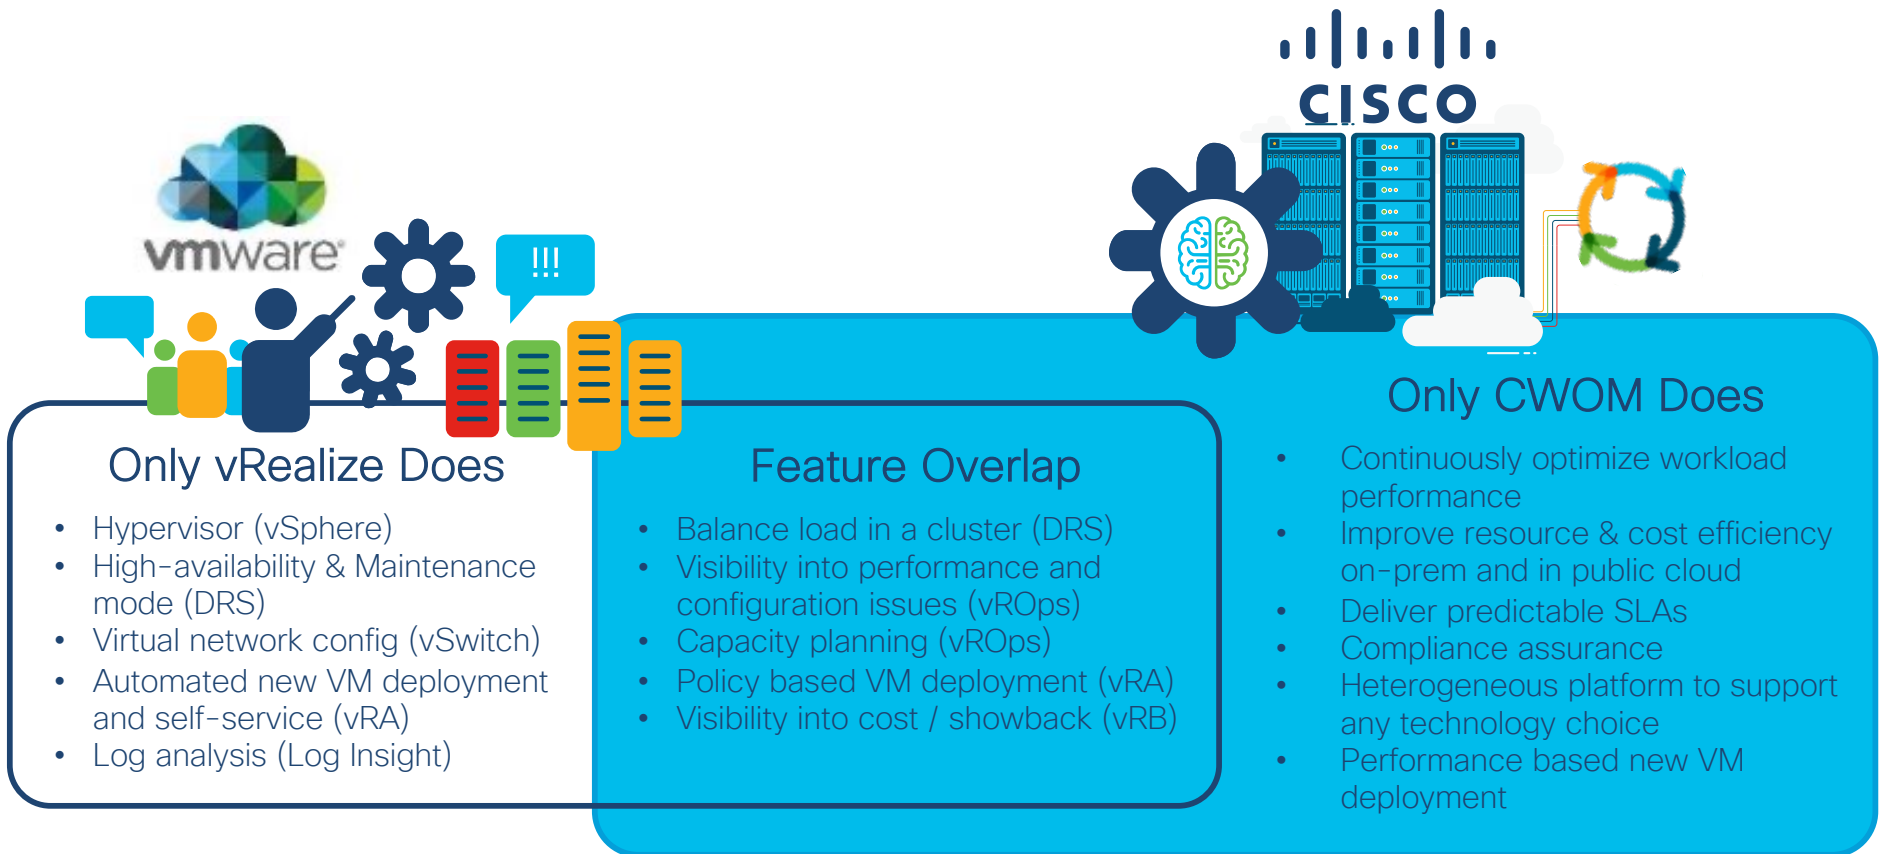 CISCO
vmware®
!!!
Only vRealize Does
• Hypervisor (vSphere)
• High-availability & Maintenance
mode (DRS)
• Virtual network config (vSwitch)
• Automated new VM deployment
and self-service (vRA)
• Log analysis (Log Insight)
Feature Overlap
• Balance load in a cluster (DRS)
• Visibility into performance and
configuration issues (vROps)
• Capacity planning (vROps)
• Policy based VM deployment (vRA)
• Visibility into cost / showback (vRB)
Only CWOM Does
• Continuously optimize workload
performance
• Improve resource & cost efficiency
on-prem and in public cloud
• Deliver predictable SLAs
• Compliance assurance
• Heterogeneous platform to support
any technology choice
• Performance based new VM
deployment